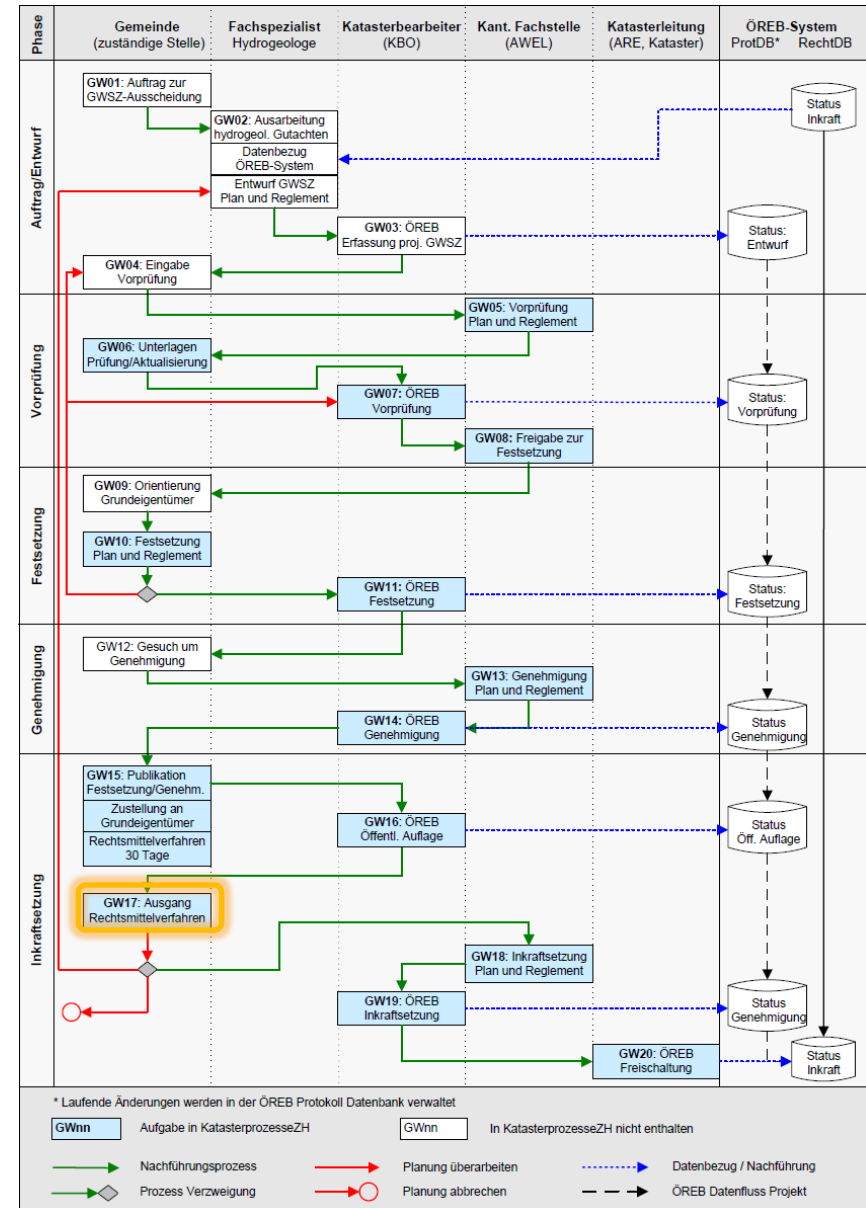 Phase
Gemeinde
(zuständige Stelle)
Fachspezialist
Hydrogeologe
Katasterbearbeiter
(KBO)
Kant. Fachstelle
(AWEL)
Katasterleitung
(ARE, Kataster)
ÖREB-System
ProtDB* RechtDB
Auftrag/Entwurf
GW01: Auftrag zur
GWSZ-Ausscheidung
Status
Inkraft
GW02: Ausarbeitung
hydrogeol. Gutachten
Datenbezug
ÖREB-System
Entwurf GWSZ
Plan und Reglement
GW03: ÖREB
Erfassung proj. GWSZ
Status:
Entwurf
GW04: Eingabe
Vorprüfung
Vorprüfung
GW05: Vorprüfung
Plan und Reglement
GW06: Unterlagen
Prüfung/Aktualisierung
GW07: ÖREB
Vorprüfung
Status:
Vorprüfung
GW08: Freigabe zur
Festsetzung
Festsetzung
GW09: Orientierung
Grundeigentümer
GW10: Festsetzung
Plan und Reglement
GW11: ÖREB
Festsetzung
Status:
Festsetzung
Genehmigung
GW12: Gesuch um
Genehmigung
GW13: Genehmigung
Plan und Reglement
GW14: ÖREB
Genehmigung
Status
Genehmigung
Inkraftsetzung
GW15: Publikation
Festsetzung/Genehm.
Zustellung an
Grundeigentümer
Rechtsmittelverfahren
30 Tage
GW16: ÖREB
Öffentl. Auflage
Status
Öff. Auflage
GW17: Ausgang
Rechtsmittelverfahren
GW18: Inkraftsetzung
Plan und Reglement
GW19: ÖREB
Inkraftsetzung
Status
Genehmigung
GW20: ÖREB
Freischaltung
Status
Inkraft
* Laufende Änderungen werden in der ÖREB Protokoll Datenbank verwaltet
GWnn Aufgabe in KatasterprozesseZH GWnn In KatasterprozesseZH nicht enthalten
Nachführungsprozess Planung überarbeiten Datenbezug / Nachführung
Prozess Verzweigung Planung abbrechen ÖREB Datenfluss Projekt